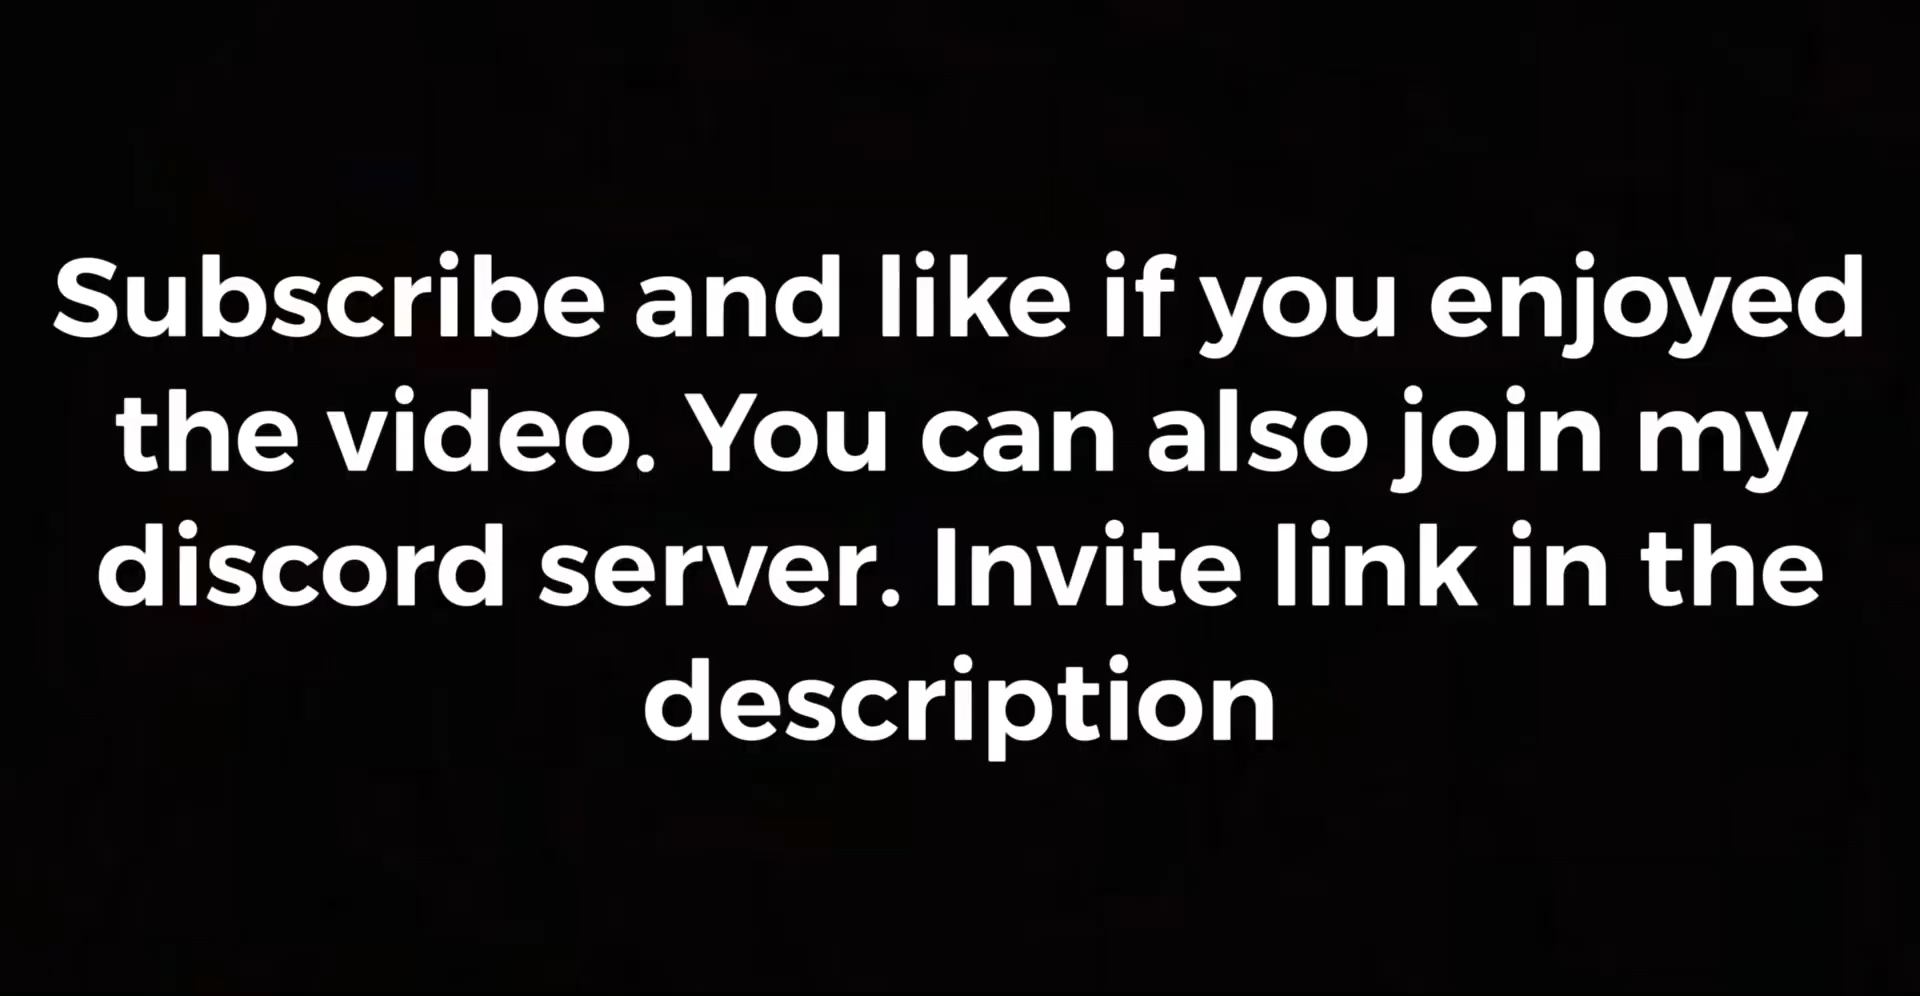 Subscribe and like if you enjoyed
the video. You can also join my
discord server. Invite link in the
description